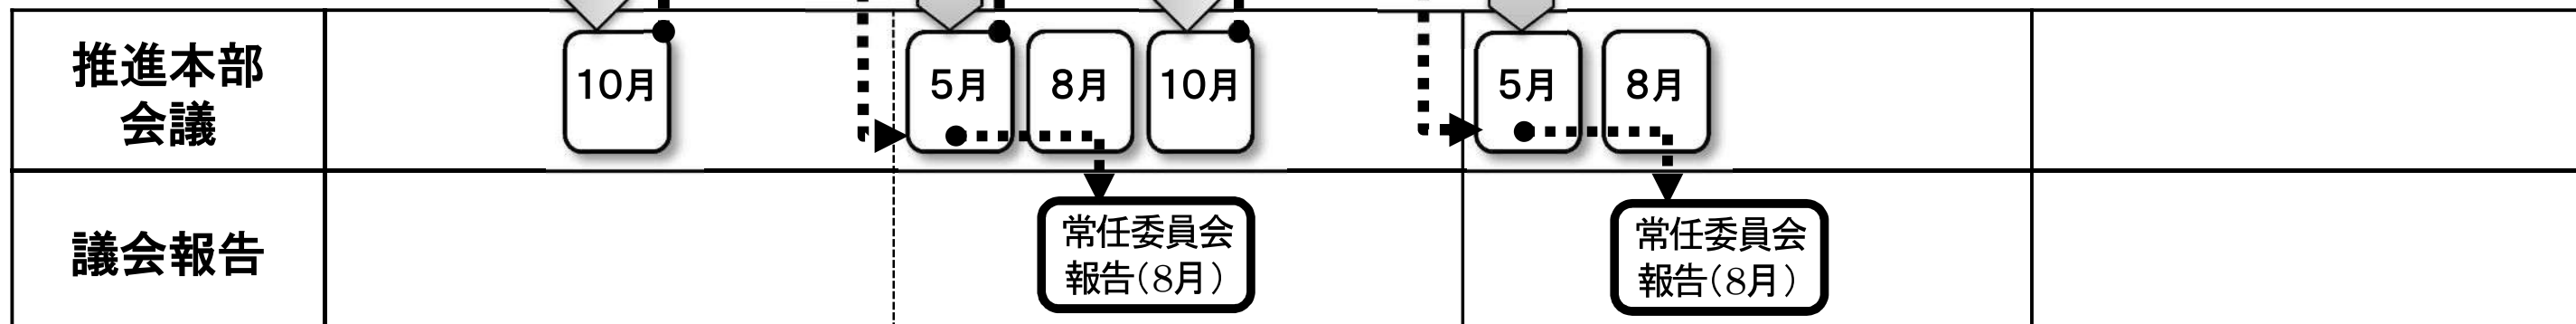 推進本部
会議
10月
5月
8月
10月
5月
8月
議会報告
常任委員会
報告（8月）
常任委員会
報告（8月）